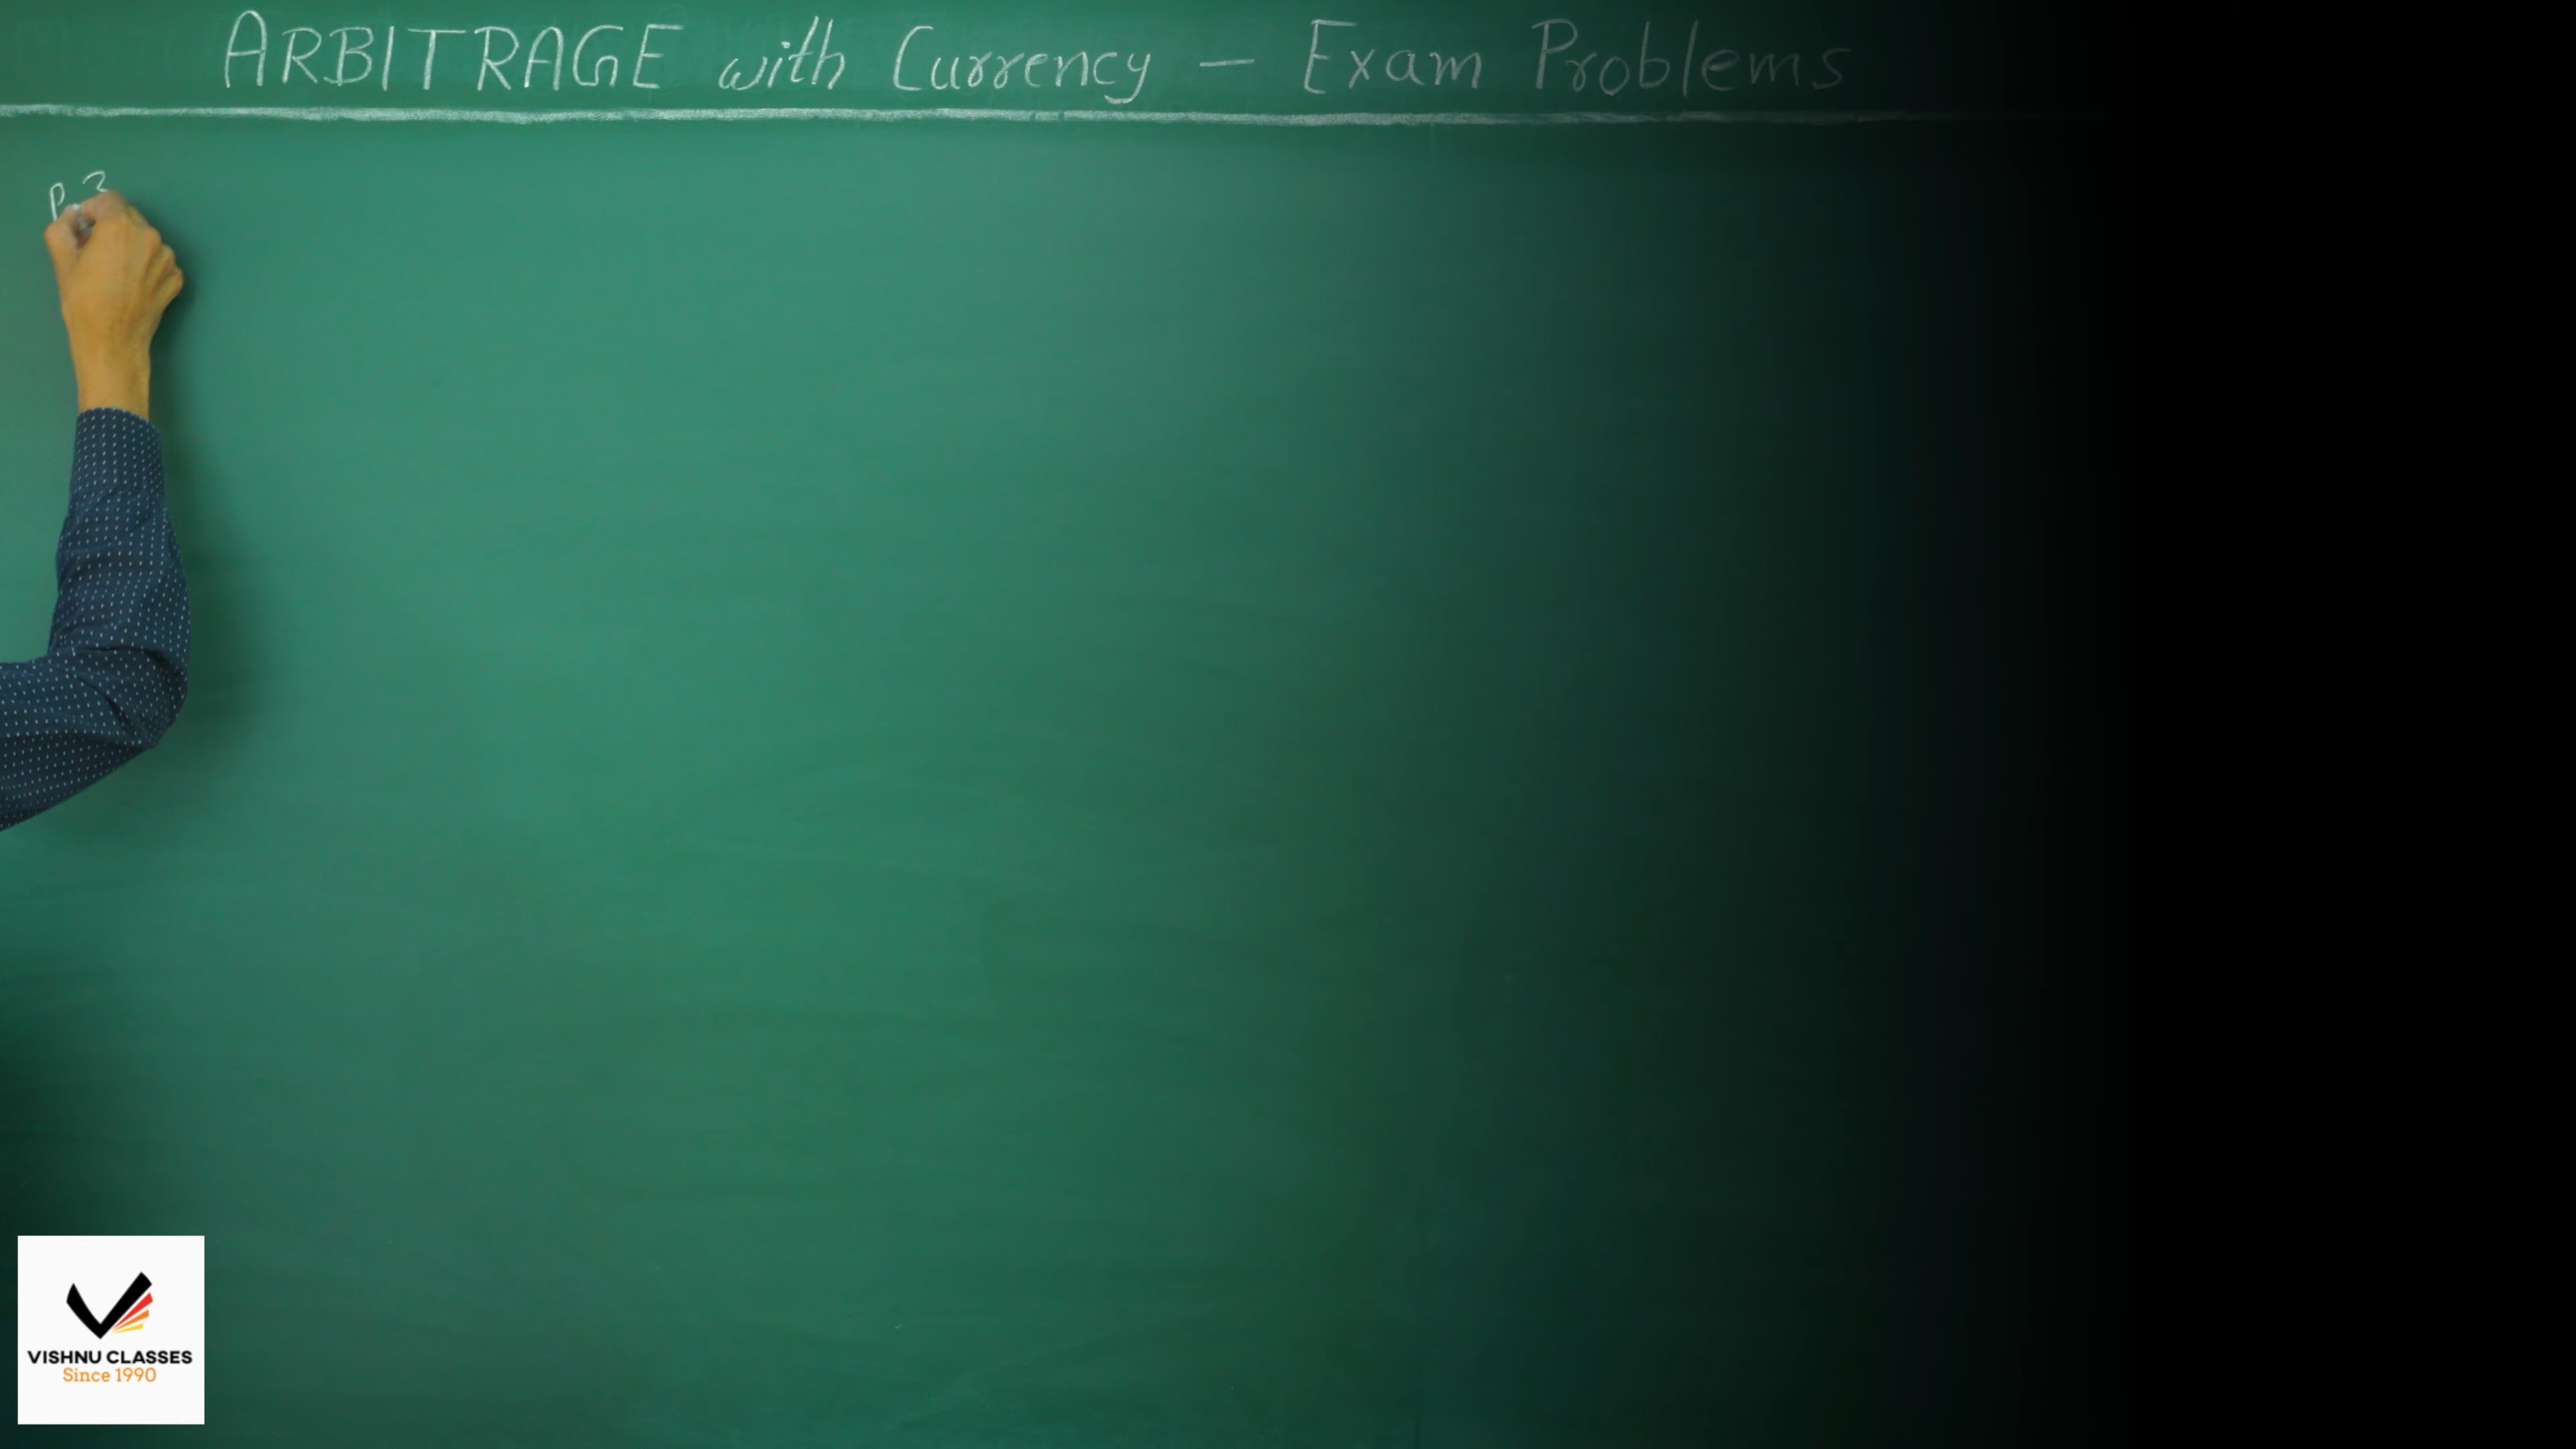 ARBITRAGE with Currency — Exam Problems
VISHNU CLASSES
Since 1990